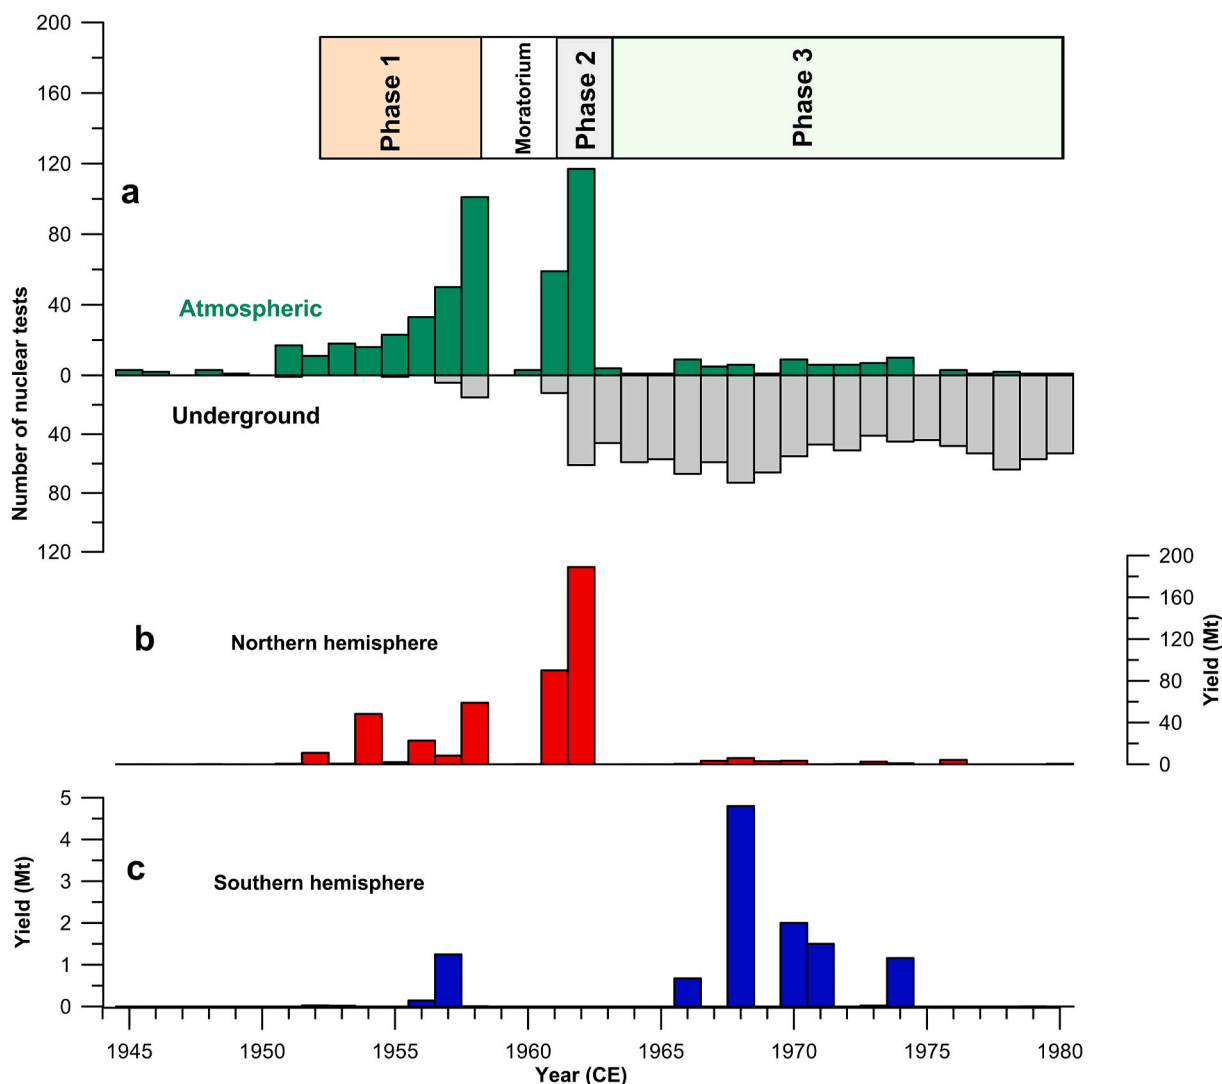 200
160
120
80
40
0
40
80
120
Number of nuclear tests
Phase 1
Moratorium
Phase 2
Phase 3
a
Atmospheric
Underground
b
Northern hemisphere
200
160
120
80
40
0
Yield (Mt)
5
4
3
2
1
0
Yield (Mt)
c
Southern hemisphere
1945
1950
1955
1960
1965
1970
1975
1980
Year (CE)